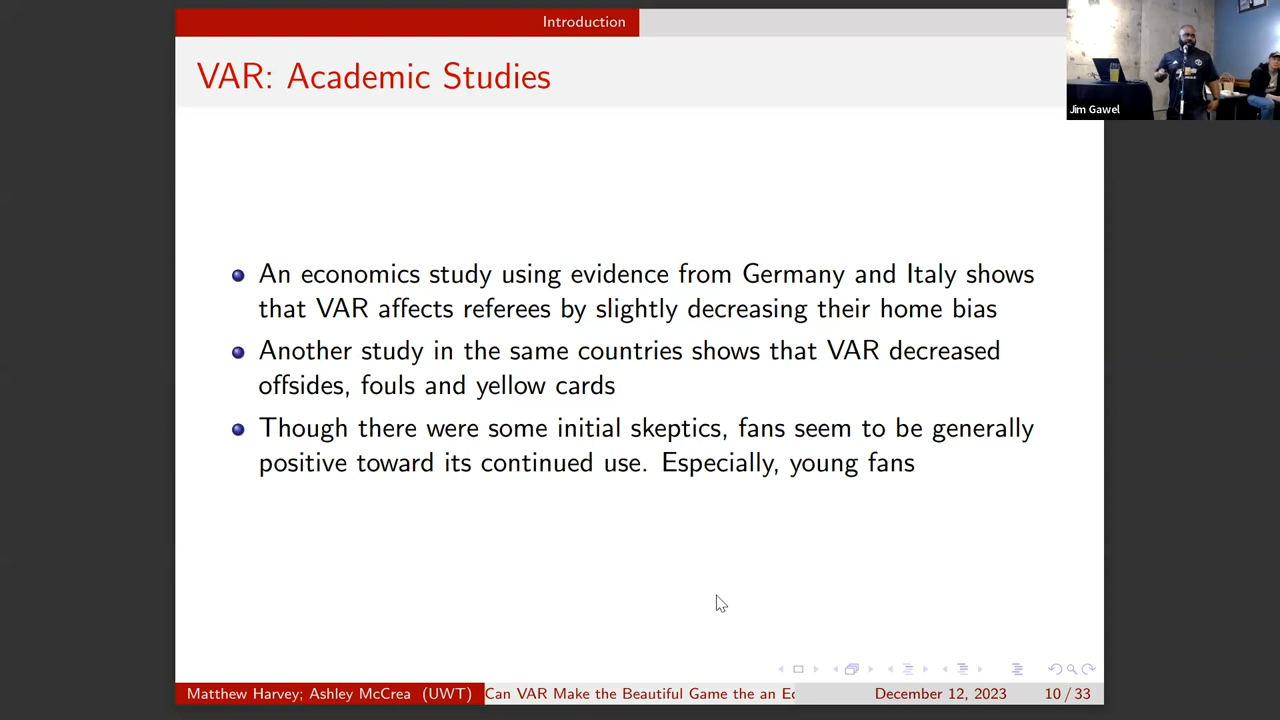 Introduction
VAR: Academic Studies
Jim Gawel
An economics study using evidence from Germany and Italy shows
that VAR affects referees by slightly decreasing their home bias
Another study in the same countries shows that VAR decreased
offsides, fouls and yellow cards
Though there were some initial skeptics, fans seem to be generally
positive toward its continued use. Especially, young fans
Matthew Harvey; Ashley McCrea (UWT) Can VAR Make the Beautiful Game the an Ec December 12, 2023 10 / 33